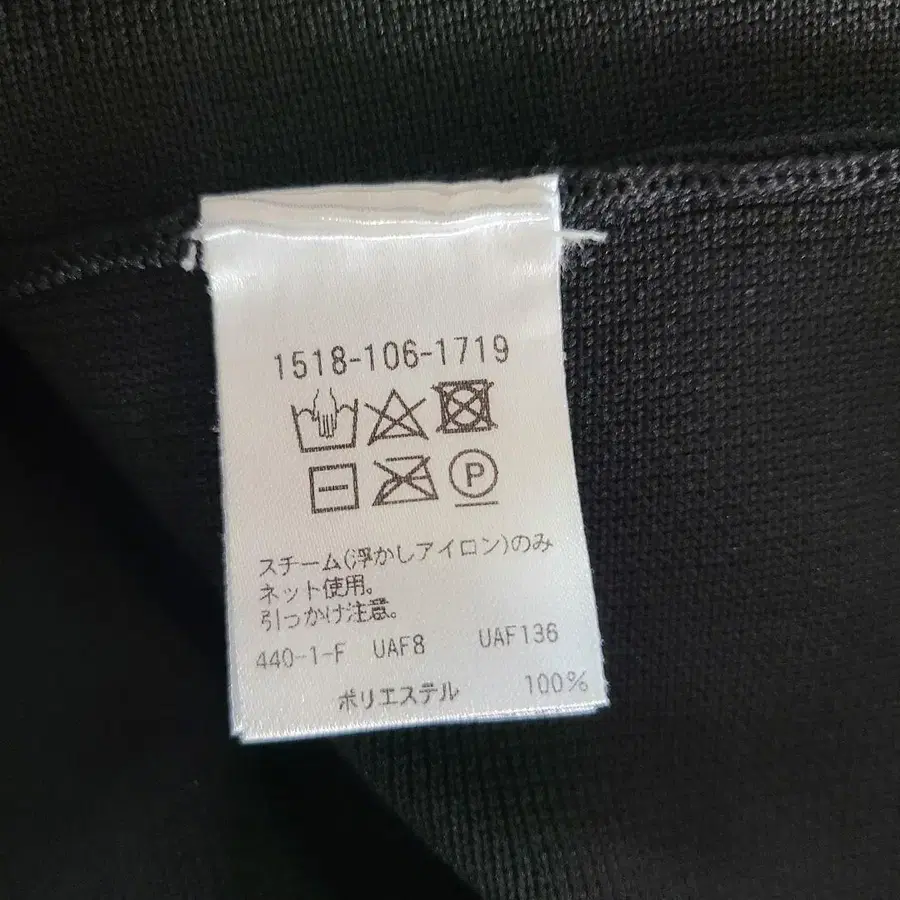 1518-106-1719
P
スチーム(浮かしアイロン)のみ
ネット使用。
引っかけ注意。
440-1-F UAF8 UAF136
ポリエステル 100%